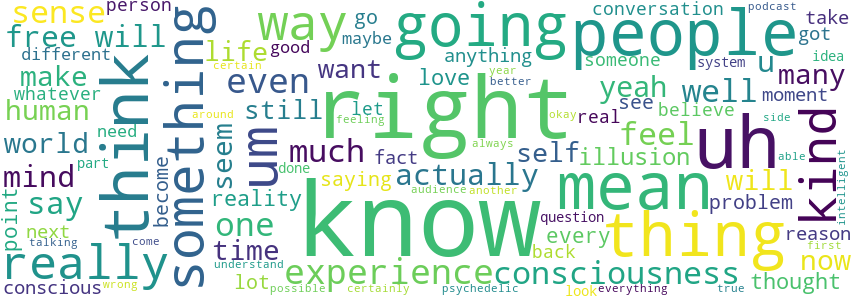 sense person way going people conversation podcast take
free will go maybe got
different something life good anything someone system idea
make certain even want love u many
whatever think year better yeah well moment
human around still let right uh see believe kind
world need seem um feeling okay real feel side
mind part done much fact always self illusion will able
say become saying actually mean problem intelligent
point reality audience another question
next one know every thing reason
talking come time back now
really understand experience consciousness first
conscious wrong lot possible certainly psychedelic look everything true thought